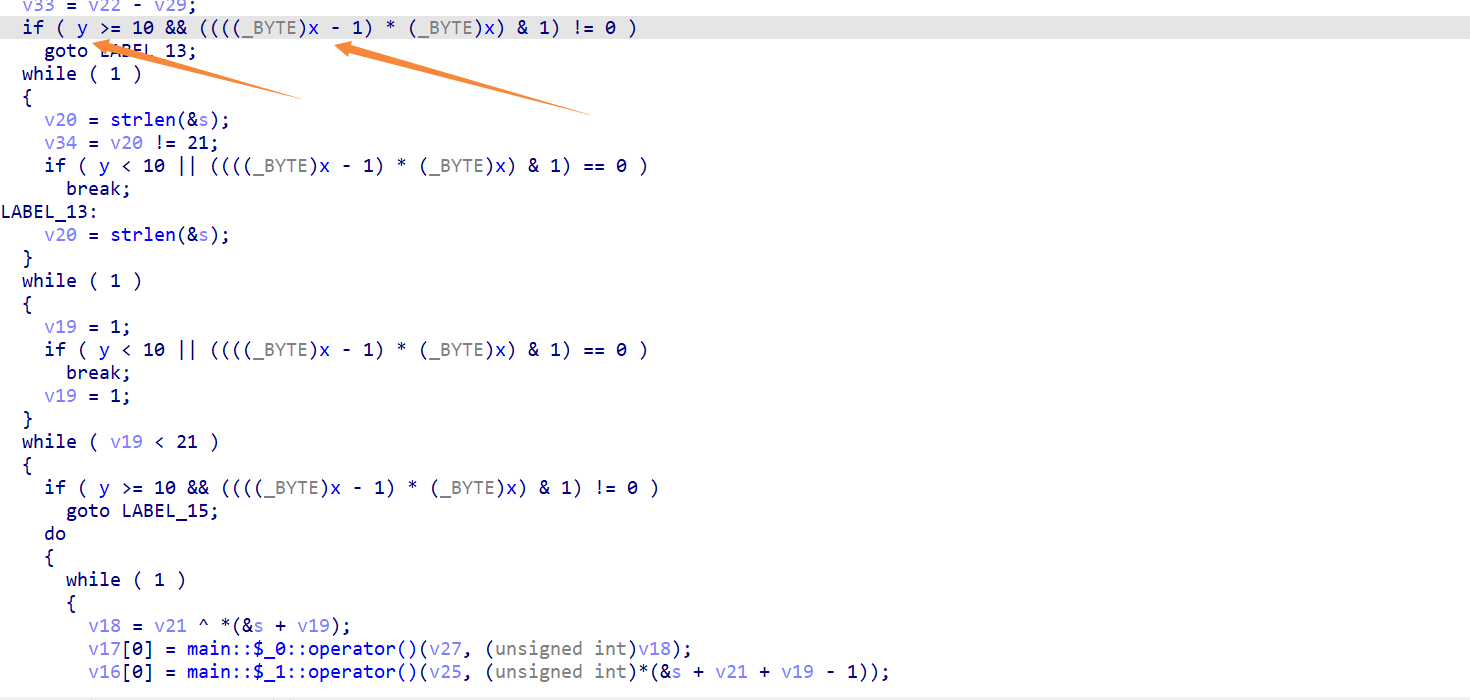 v33 = v22 - v29;
if ( y >= 10 && ((((_BYTE)x - 1) * (_BYTE)x) & 1) != 0 )
goto LABEL_13;
while ( 1 )
{
v20 = strlen(&s);
v34 = v20 != 21;
if ( y < 10 || ((((_BYTE)x - 1) * (_BYTE)x) & 1) == 0 )
break;
LABEL_13:
v20 = strlen(&s);
}
while ( 1 )
{
v19 = 1;
if ( y < 10 || ((((_BYTE)x - 1) * (_BYTE)x) & 1) == 0 )
break;
v19 = 1;
}
while ( v19 < 21 )
{
if ( y >= 10 && ((((_BYTE)x - 1) * (_BYTE)x) & 1) != 0 )
goto LABEL_15;
do
{
while ( 1 )
{
v18 = v21 ^ *(&s + v19);
v17[0] = main::$_0::operator()(v27, (unsigned int)v18);
v16[0] = main::$_1::operator()(v25, (unsigned int)*(&s + v21 + v19 - 1));